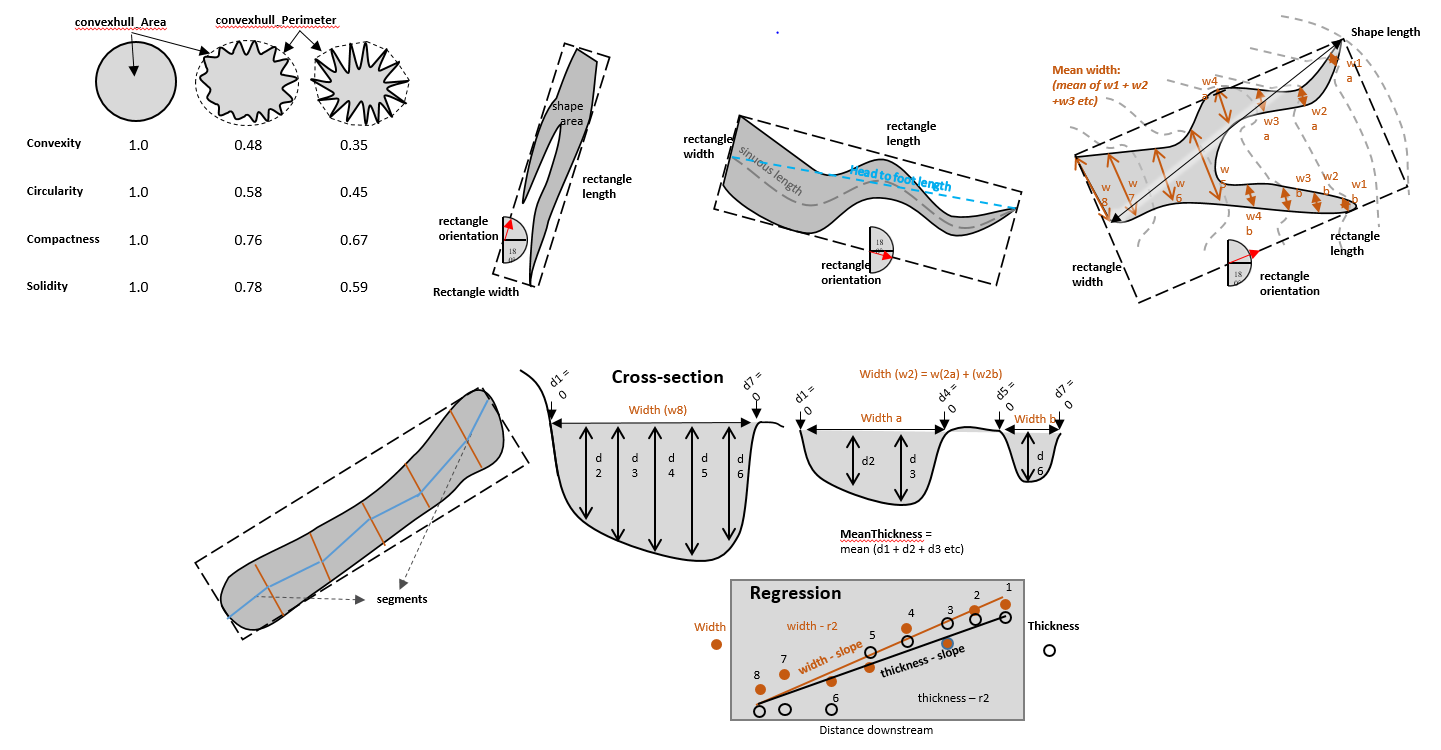 convexhull_Area
convexhull_Perimeter
Convexity 1.0 0.48 0.35
Circularity 1.0 0.58 0.45
Compactness 1.0 0.76 0.67
Solidity 1.0 0.78 0.59
shape
area
rectangle
length
rectangle
orientation
18
0°
Rectangle width
rectangle
width
rectangle
length
sinuous length
Head to foot length
rectangle
orientation
18
0°
Shape length
Mean width:
(mean of w1 + w2
+w3 etc)
w1
a
w2
a
w3
a
w4
a
w
5
w
6
w
7
w
8
w1
b
w2
b
w3
b
w4
b
rectangle
width
rectangle
length
rectangle
orientation
18
0°
segments
Cross-section
d1 =
0
d7 =
0
Width (w8)
d
2
d
3
d
4
d
5
d
6
Width (w2) = w(2a) + (w2b)
d1 =
0
d4 =
0
d5 =
0
d7 =
0
Width a
Width b
d2
d
3
d
6
MeanThickness =
mean (d1 + d2 + d3 etc)
Regression
Width
width - r2
width - slope
thickness - slope
thickness – r2
8
7
6
5
4
3
2
1
Thickness
Distance downstream